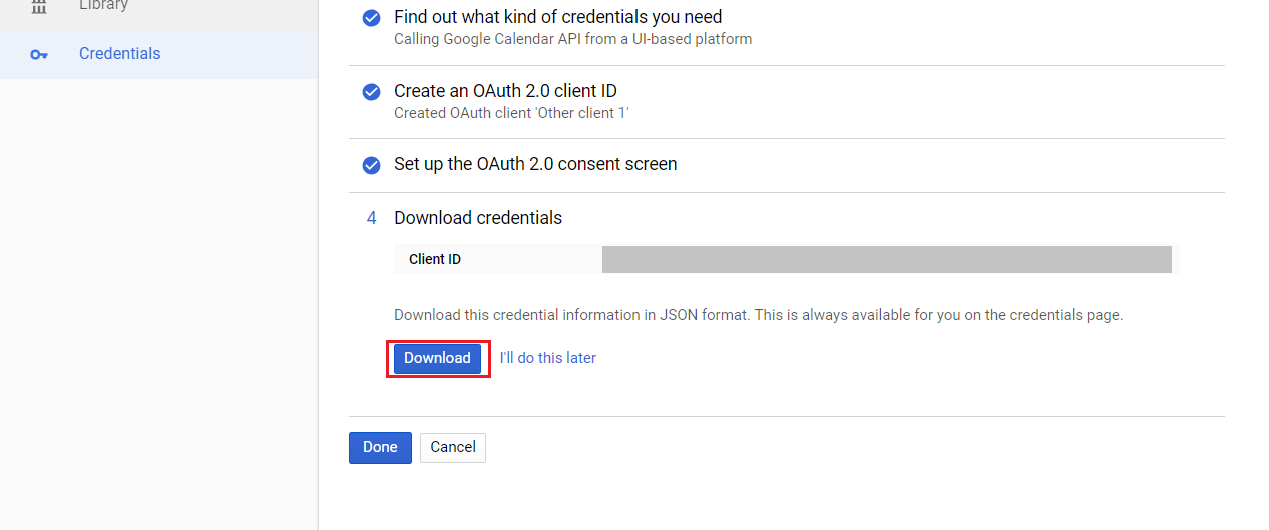 Library
Credentials
Find out what kind of credentials you need
Calling Google Calendar API from a UI-based platform
Create an OAuth 2.0 client ID
Created OAuth client 'Other client 1'
Set up the OAuth 2.0 consent screen
4 Download credentials
Client ID
Download this credential information in JSON format. This is always available for you on the credentials page.
Download I'll do this later
Done Cancel